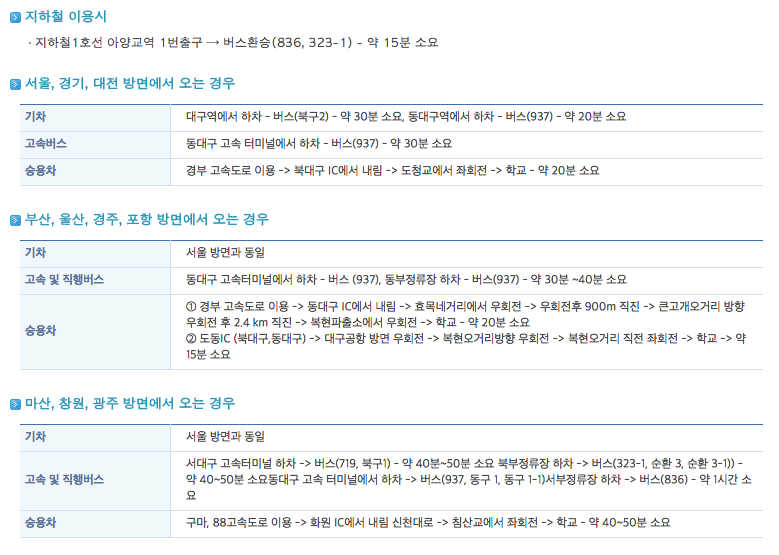 지하철 이용시
· 지하철1호선 아양교역 1번출구 → 버스환승(836, 323-1) - 약 15분 소요
서울, 경기, 대전 방면에서 오는 경우
기차 대구역에서 하차 - 버스(북구2) - 약 30분 소요, 동대구역에서 하차 - 버스(937) - 약 20분 소요
고속버스 동대구 고속 터미널에서 하차 - 버스(937) - 약 30분 소요
승용차 경부 고속도로 이용 -> 북대구 IC에서 내림 -> 도청교에서 좌회전 -> 학교 - 약 20분 소요
부산, 울산, 경주, 포항 방면에서 오는 경우
기차 서울 방면과 동일
고속 및 직행버스 동대구 고속터미널에서 하차 - 버스 (937), 동부정류장 하차 - 버스(937) - 약 30분 ~40분 소요
승용차 ① 경부 고속도로 이용 -> 동대구 IC에서 내림 -> 효목네거리에서 우회전 -> 우회전후 900m 직진 -> 큰고개오거리 방향
우회전 후 2.4 km 직진 -> 복현파출소에서 우회전 -> 학교 - 약 20분 소요
② 도동IC (북대구,동대구) -> 대구공항 방면 우회전 -> 복현오거리방향 우회전 -> 복현오거리 직전 좌회전 -> 학교 -> 약
15분 소요
마산, 창원, 광주 방면에서 오는 경우
기차 서울 방면과 동일
고속 및 직행버스 서대구 고속터미널 하차 -> 버스(719, 북구1) - 약 40분~50분 소요 북부정류장 하차 -> 버스(323-1, 순환 3, 순환 3-1)) -
약 40~50분 소요동대구 고속 터미널에서 하차 -> 버스(937, 동구 1, 동구 1-1)서부정류장 하차 -> 버스(836) - 약 1시간 소
요
승용차 구마, 88고속도로 이용 -> 화원 IC에서 내림 신천대로 -> 침산교에서 좌회전 -> 학교 - 약 40~50분 소요